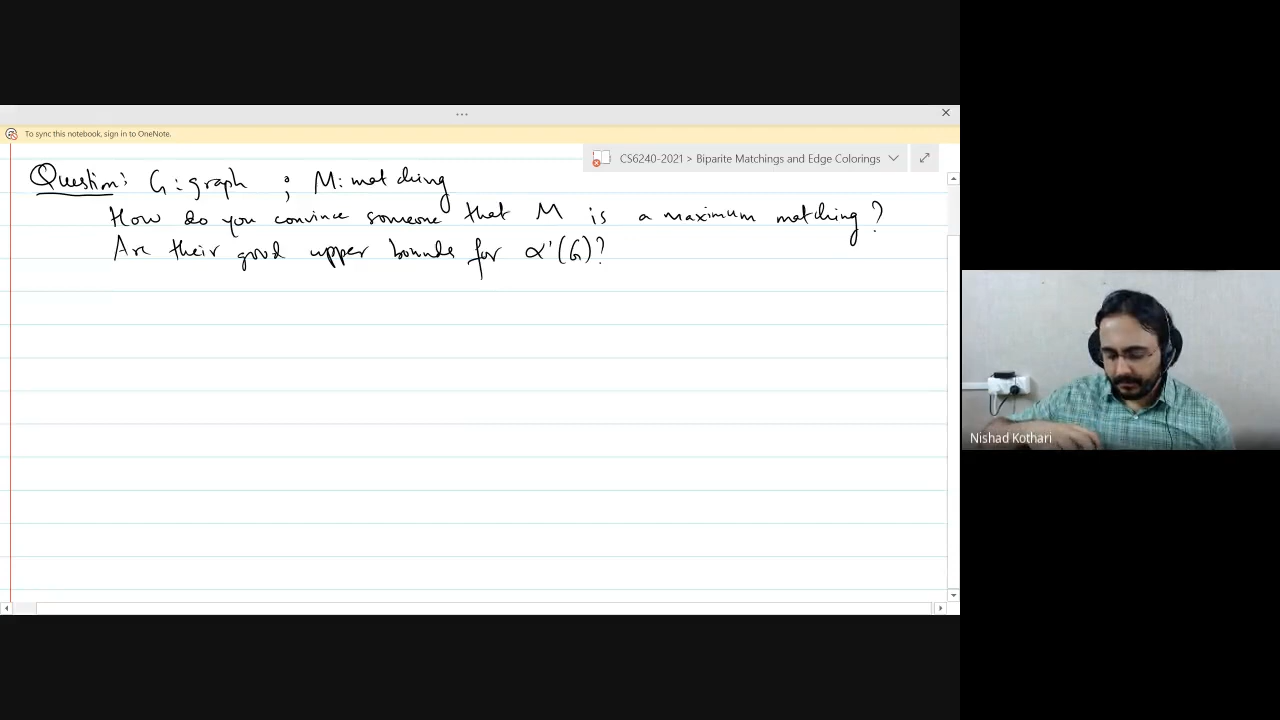 To sync this notebook, sign in to OneNote.
CS6240-2021 > Biparite Matchings and Edge Colorings
Question: G: graph ; M: matching
How do you convince someone that M is a maximum matching?
Are their good upper bounds for α'(G)?
Nishad Kothari